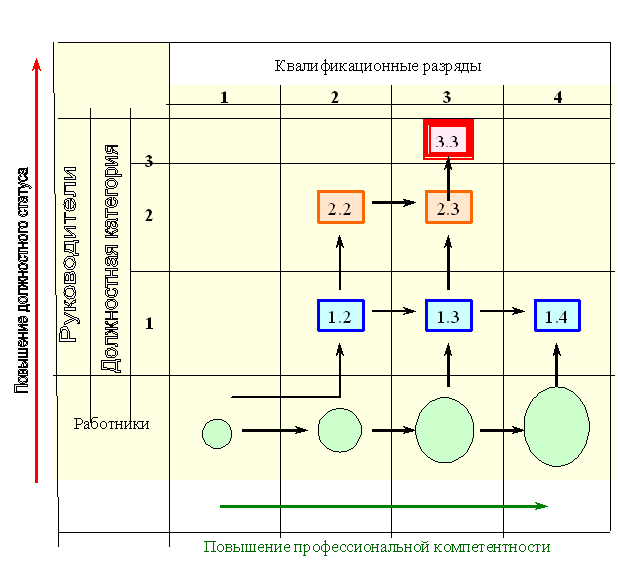 Квалификационные разряды
1 2 3 4
3
3.3
2
2.2 2.3
1
1.2 1.3 1.4
Работники
Руководители
Должностная категория
Повышение должностного статуса
Повышение профессиональной компетентности